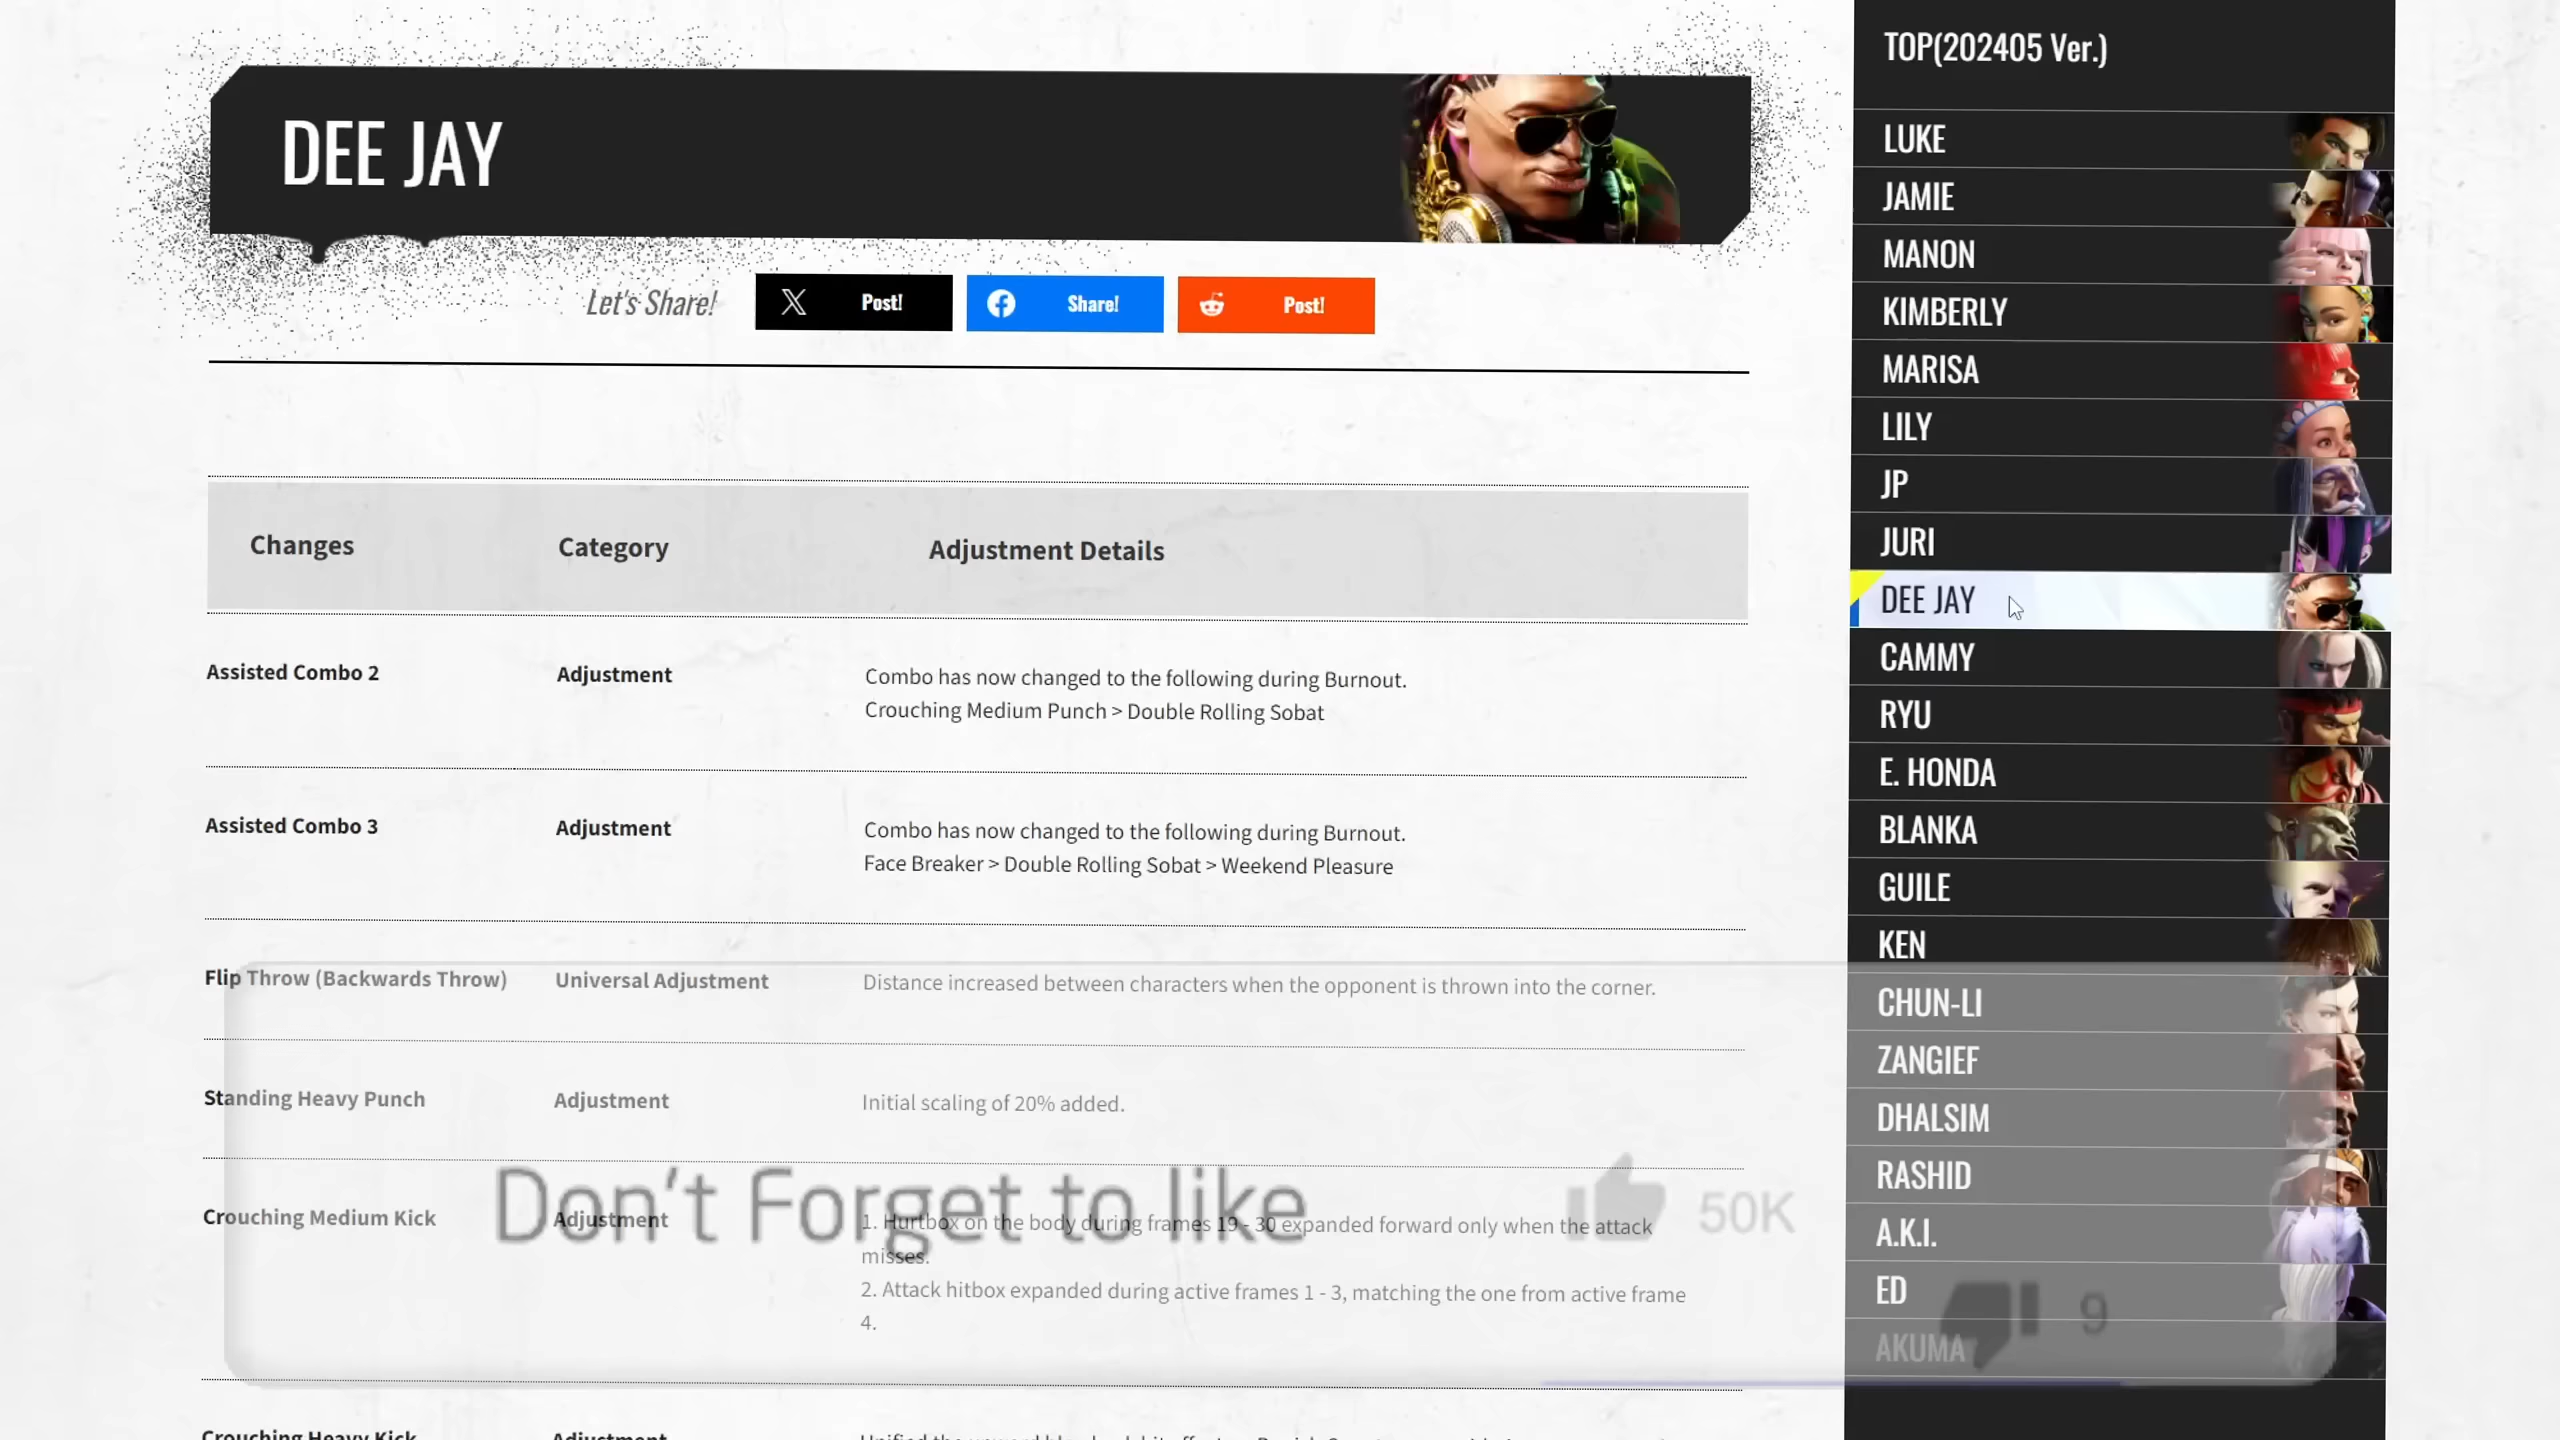 DEE JAY
Let's Share!
Post!
Share!
Post!
Changes Category Adjustment Details
Assisted Combo 2 Adjustment Combo has now changed to the following during Burnout.
Crouching Medium Punch > Double Rolling Sobat
Assisted Combo 3 Adjustment Combo has now changed to the following during Burnout.
Face Breaker > Double Rolling Sobat > Weekend Pleasure
Flip Throw (Backwards Throw) Universal Adjustment Distance increased between characters when the opponent is thrown into the corner.
Standing Heavy Punch Adjustment Initial scaling of 20% added.
Crouching Medium Kick Adjustment 1. Hurtbox on the body during frames 19 - 30 expanded forward only when the attack
misses.
2. Attack hitbox expanded during active frames 1 - 3, matching the one from active frame
4.
Crouching Heavy Kick Adjustment
Don't Forget to like
50K
9
TOP(202405 Ver.)
LUKE
JAMIE
MANON
KIMBERLY
MARISA
LILY
JP
JURI
DEE JAY
CAMMY
RYU
E. HONDA
BLANKA
GUILE
KEN
CHUN-LI
ZANGIEF
DHALSIM
RASHID
A.K.I.
ED
AKUMA